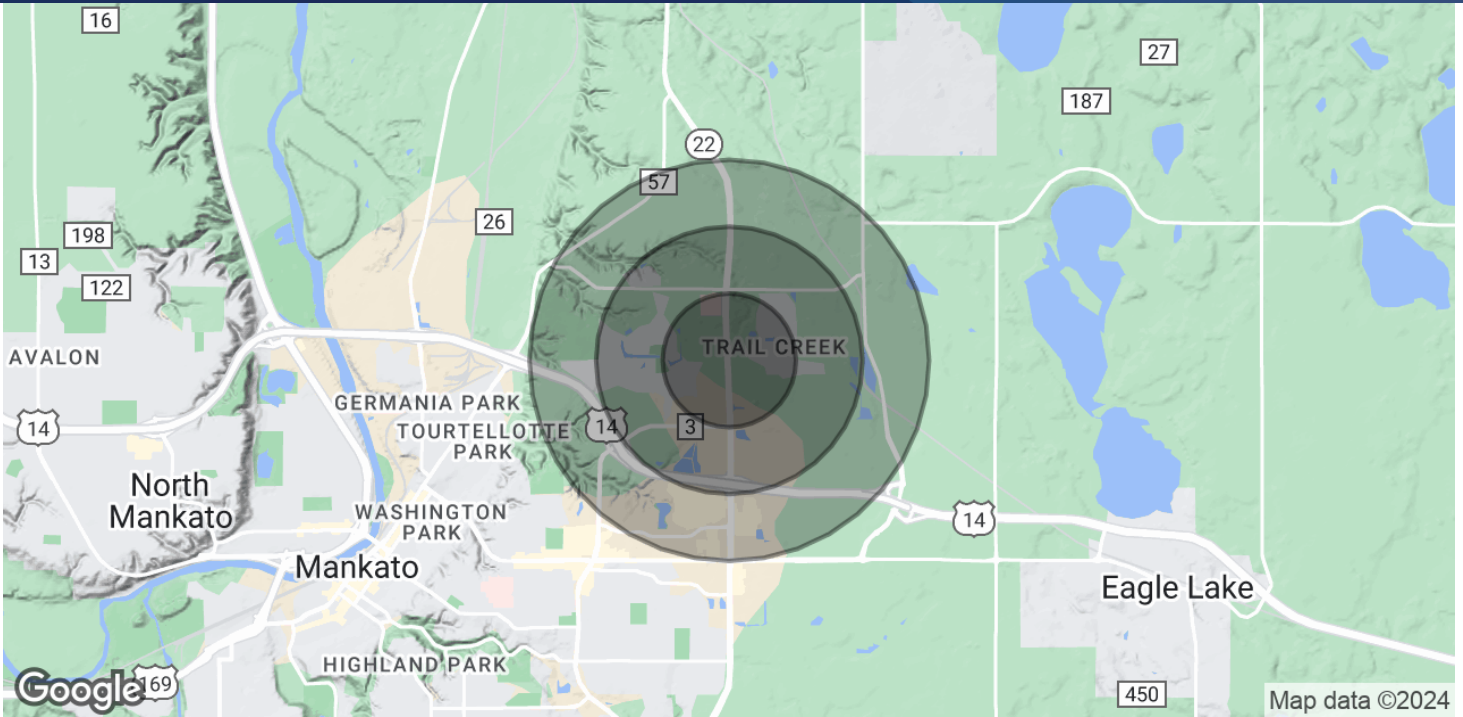 16
27
187
22
57
26
198
13
122
AVALON
TRAIL CREEK
GERMANIA PARK
14
TOURTELLOTTE
PARK
14
3
North
Mankato
WASHINGTON
PARK
14
Mankato
Eagle Lake
HIGHLAND PARK
Google
169
450
Map data ©2024